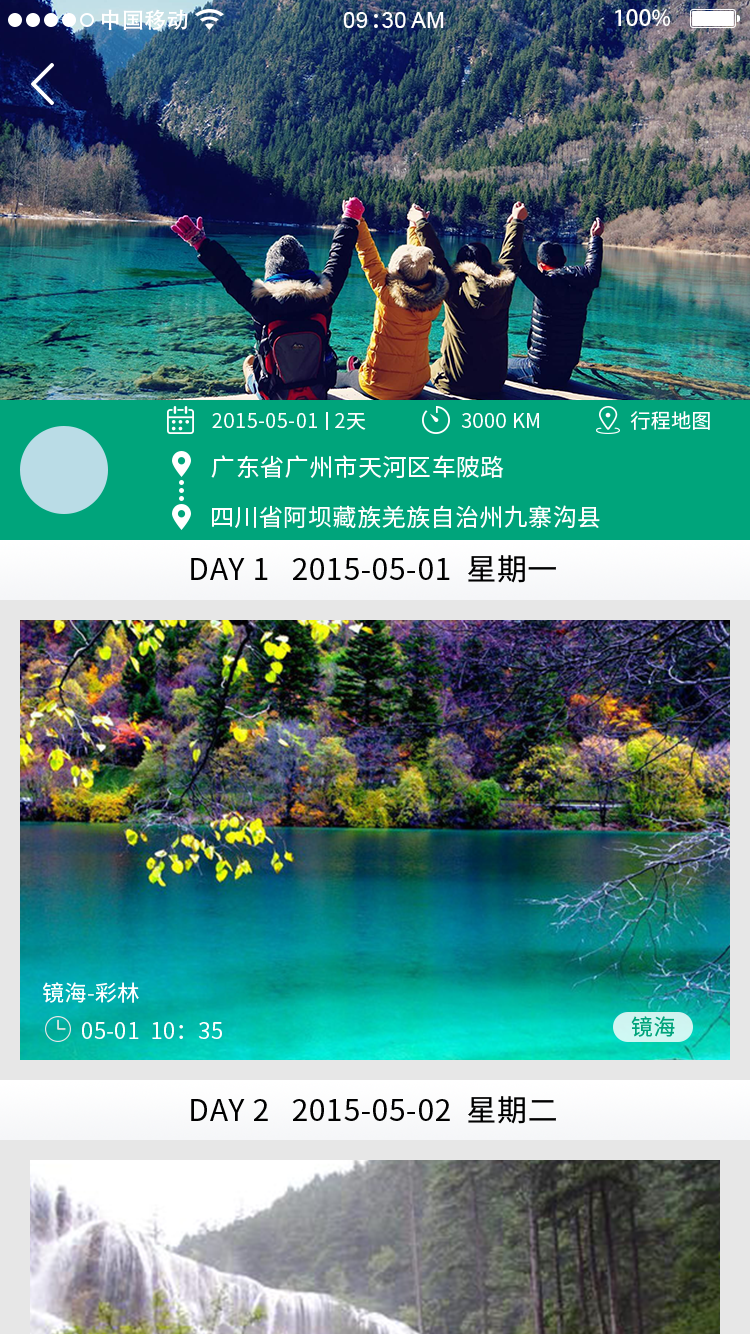 中国移动 09:30 AM 100%
2015-05-01 | 2天 3000 KM 行程地图
广东省广州市天河区车陂路
四川省阿坝藏族羌族自治州九寨沟县
DAY 1 2015-05-01 星期一
镜海-彩林
05-01 10：35 镜海
DAY 2 2015-05-02 星期二